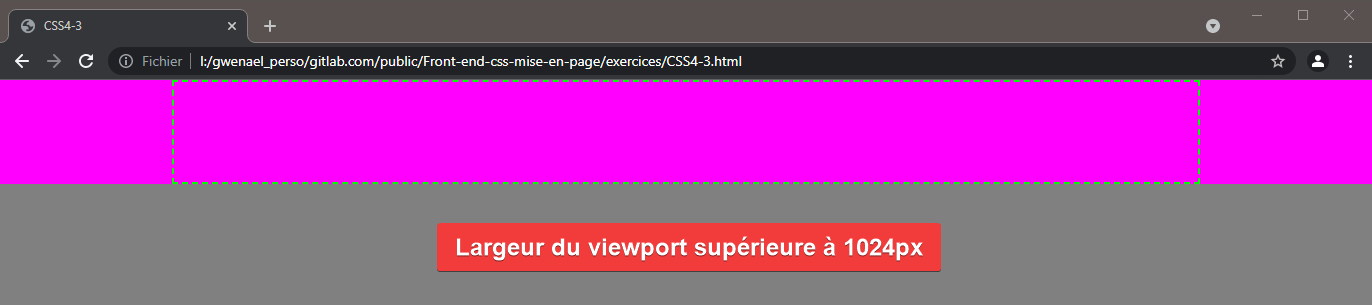 CSS4-3
Fichier
I:/gwenael_perso/gitlab.com/public/Front-end-css-mise-en-page/exercices/CSS4-3.html
Largeur du viewport supérieure à 1024px